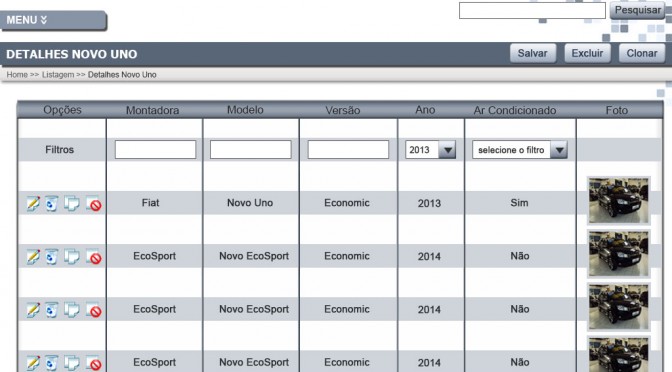 Pesquisar
MENU
DETALHES NOVO UNO
Salvar Excluir Clonar
Home >> Listagem >> Detalhes Novo Uno
Opções Montadora Modelo Versão Ano Ar Condicionado Foto
Filtros 2013 selecione o filtro
Fiat Novo Uno Economic 2013 Sim
EcoSport Novo EcoSport Economic 2014 Não
EcoSport Novo EcoSport Economic 2014 Não
EcoSport Novo EcoSport Economic 2014 Não